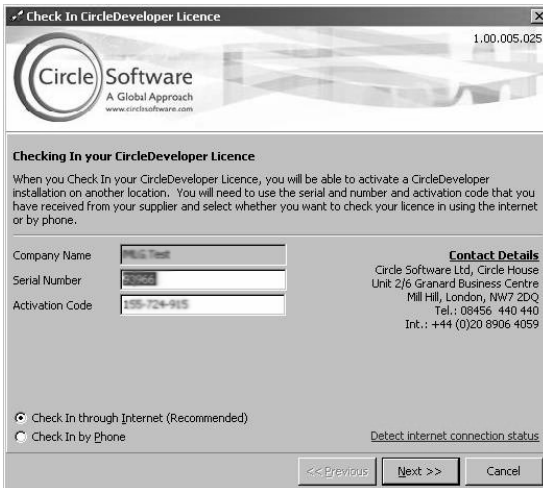 Check In CircleDeveloper Licence
1.00.005.025
Circle Software
A Global Approach
www.circlesoftware.com
Checking In your CircleDeveloper Licence
When you Check In your CircleDeveloper Licence, you will be able to activate a CircleDeveloper
installation on another location. You will need to use the serial and number and activation code that you
have received from your supplier and select whether you want to check your licence in using the internet
or by phone.
Company Name
Serial Number
Activation Code
Contact Details
Circle Software Ltd, Circle House
Unit 2/6 Granard Business Centre
Mill Hill, London, NW7 2DQ
Tel.: 08456 440 440
Int.: +44 (0)20 8906 4059
Check In through Internet (Recommended)
Check In by Phone
Detect internet connection status
<< Previous
Next >>
Cancel